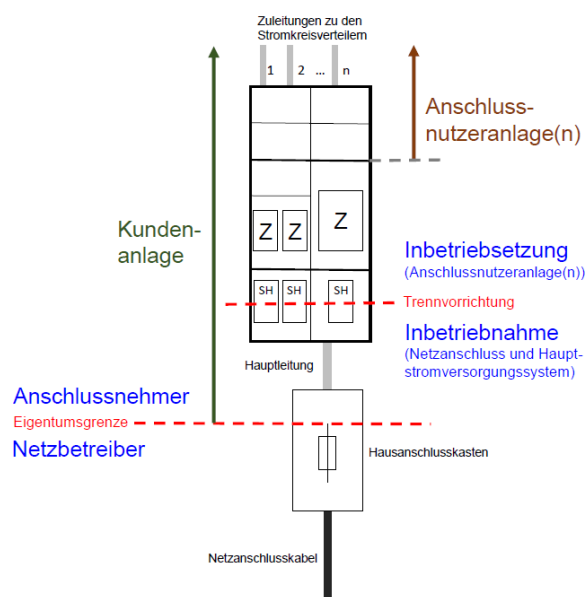 Zuleitungen zu den
Stromkreisverteilern
1 2 ... n
Anschluss-
nutzeranlage(n)
Kunden-
anlage
Z Z Z
Inbetriebsetzung
(Anschlussnutzeranlage(n))
SH SH SH
Trennvorrichtung
Inbetriebnahme
(Netzanschluss und Haupt-
stromversorgungssystem)
Hauptleitung
Anschlussnehmer
Eigentumsgrenze
Netzbetreiber
Hausanschlusskasten
Netzanschlusskabel